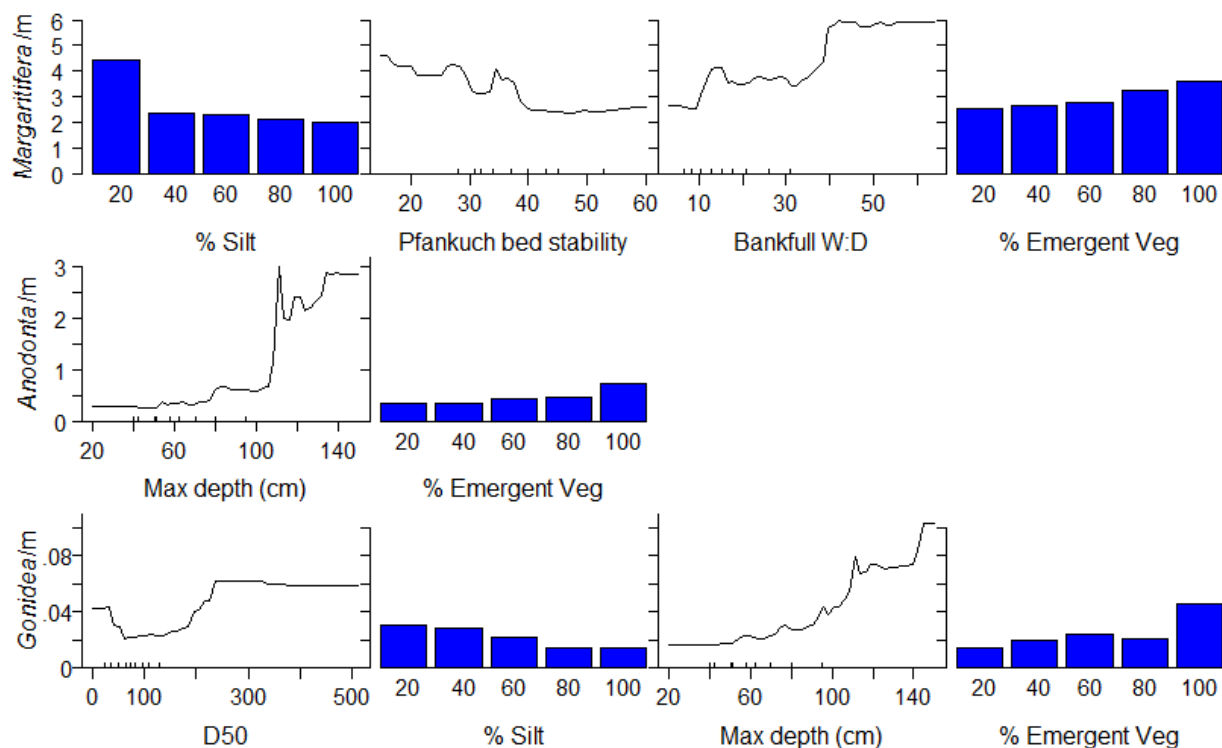 Margaritifera /m
6
5
4
3
2
1
0
20 40 60 80 100
% Silt
20 30 40 50 60
Pfankuch bed stability
10 30 50
Bankfull W:D
20 40 60 80 100
% Emergent Veg
Anodonta /m
3
2
1
0
20 60 100 140
Max depth (cm)
20 40 60 80 100
% Emergent Veg
Gonidea/m
.08
.04
0
0 100 300 500
D50
20 40 60 80 100
% Silt
20 60 100 140
Max depth (cm)
20 40 60 80 100
% Emergent Veg